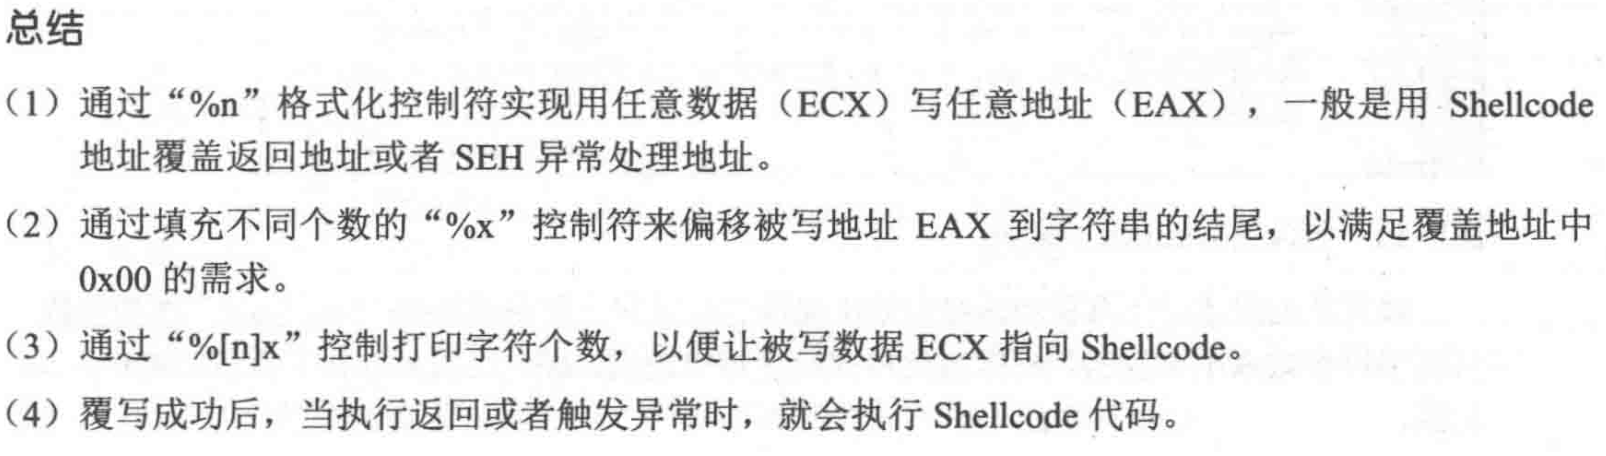 总结
（1）通过“%n”格式化控制符实现用任意数据（ECX）写任意地址（EAX），一般是用 Shellcode
地址覆盖返回地址或者 SEH 异常处理地址。
（2）通过填充不同个数的“%x”控制符来偏移被写地址 EAX 到字符串的结尾，以满足覆盖地址中
0x00 的需求。
（3）通过“%[n]x”控制打印字符个数，以便让被写数据 ECX 指向 Shellcode。
（4）覆写成功后，当执行返回或者触发异常时，就会执行 Shellcode 代码。